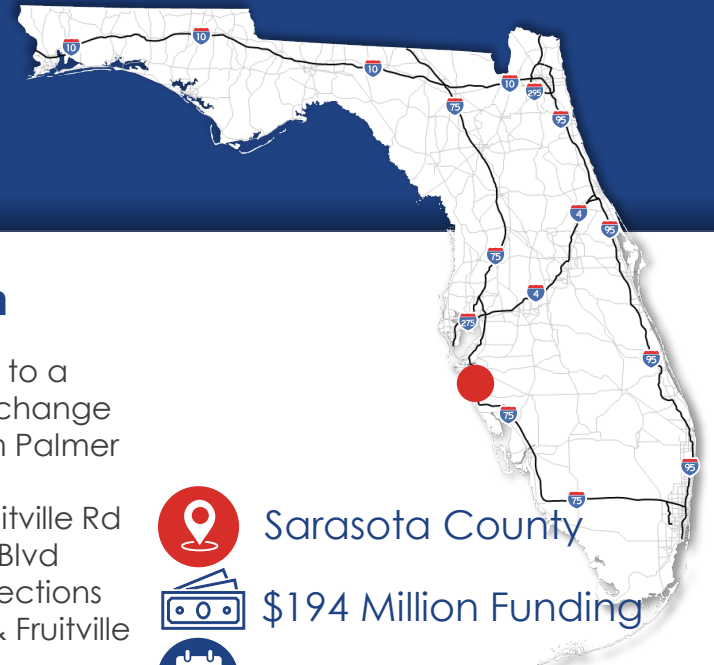 10
10
10
10
295
75
95
4
95
75
4
275
95
75
95
75
to a
change
Palmer
itville Rd
Blvd
ections
& Fruitville
Sarasota County
$194 Million Funding